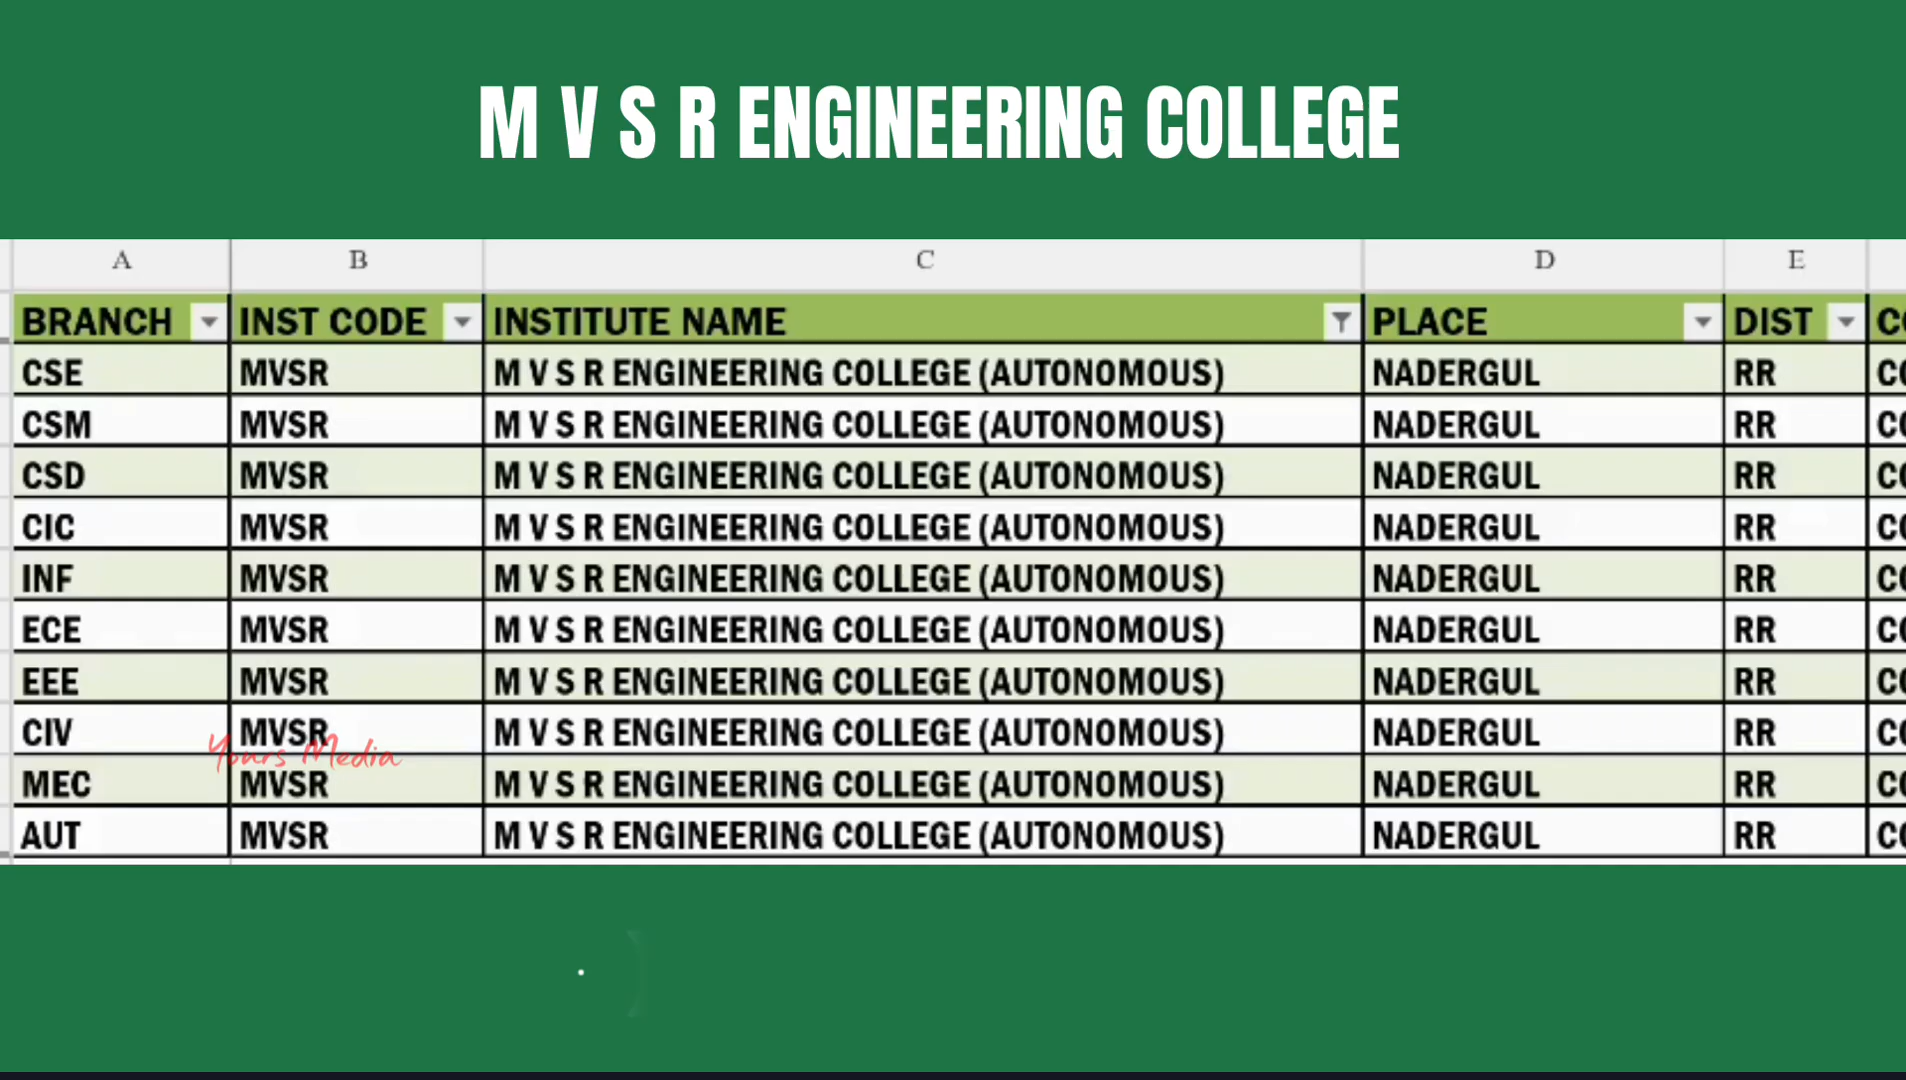 M V S R ENGINEERING COLLEGE
A B C D E
BRANCH INST CODE INSTITUTE NAME PLACE DIST
CSE MVSR M V S R ENGINEERING COLLEGE (AUTONOMOUS) NADERGUL RR
CSM MVSR M V S R ENGINEERING COLLEGE (AUTONOMOUS) NADERGUL RR
CSD MVSR M V S R ENGINEERING COLLEGE (AUTONOMOUS) NADERGUL RR
CIC MVSR M V S R ENGINEERING COLLEGE (AUTONOMOUS) NADERGUL RR
INF MVSR M V S R ENGINEERING COLLEGE (AUTONOMOUS) NADERGUL RR
ECE MVSR M V S R ENGINEERING COLLEGE (AUTONOMOUS) NADERGUL RR
EEE MVSR M V S R ENGINEERING COLLEGE (AUTONOMOUS) NADERGUL RR
CIV MVSR M V S R ENGINEERING COLLEGE (AUTONOMOUS) NADERGUL RR
Yours Media
MEC MVSR M V S R ENGINEERING COLLEGE (AUTONOMOUS) NADERGUL RR
AUT MVSR M V S R ENGINEERING COLLEGE (AUTONOMOUS) NADERGUL RR